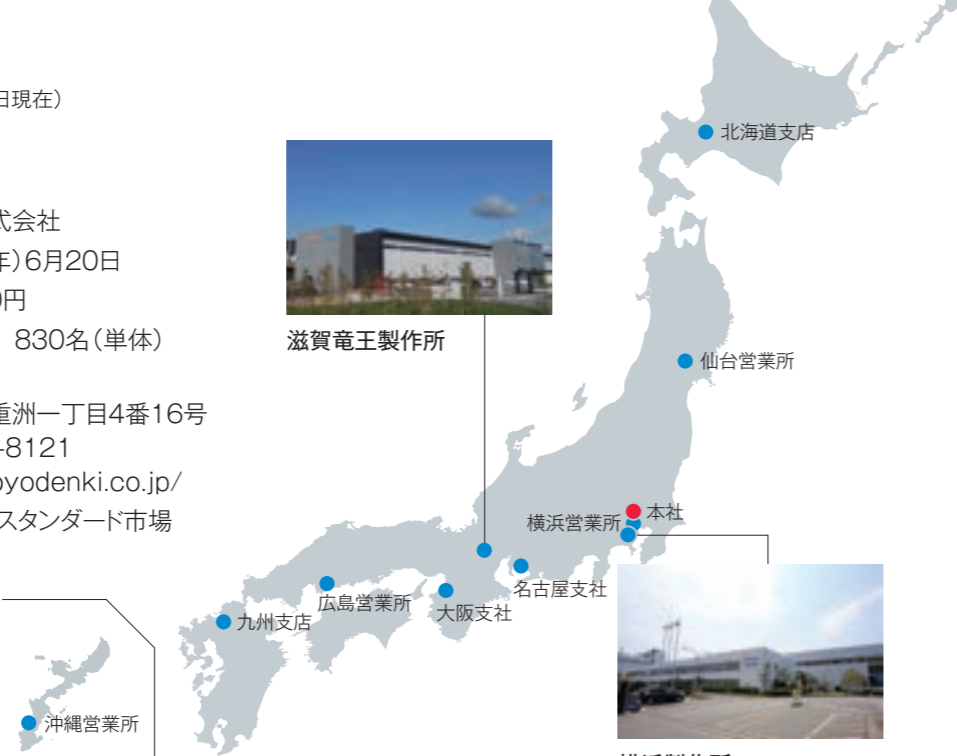 日現在）
式会社
年）6月20日
円
830名（単体）
重洲一丁目4番16号
-8121
oyodenki.co.jp/
スタンダード市場
滋賀竜王製作所
北海道支店
仙台営業所
本社
横浜営業所
名古屋支社
大阪支社
広島営業所
九州支店
沖縄営業所